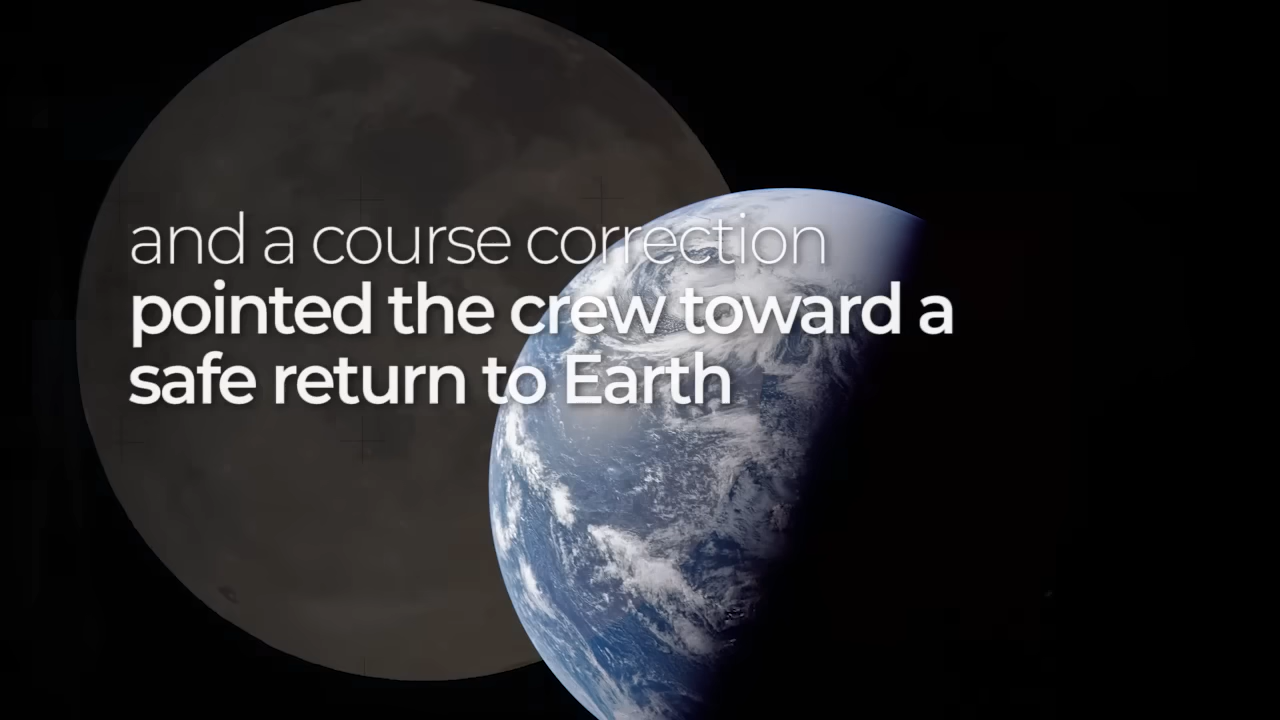 and a course correction
pointed the crew toward a
safe return to Earth